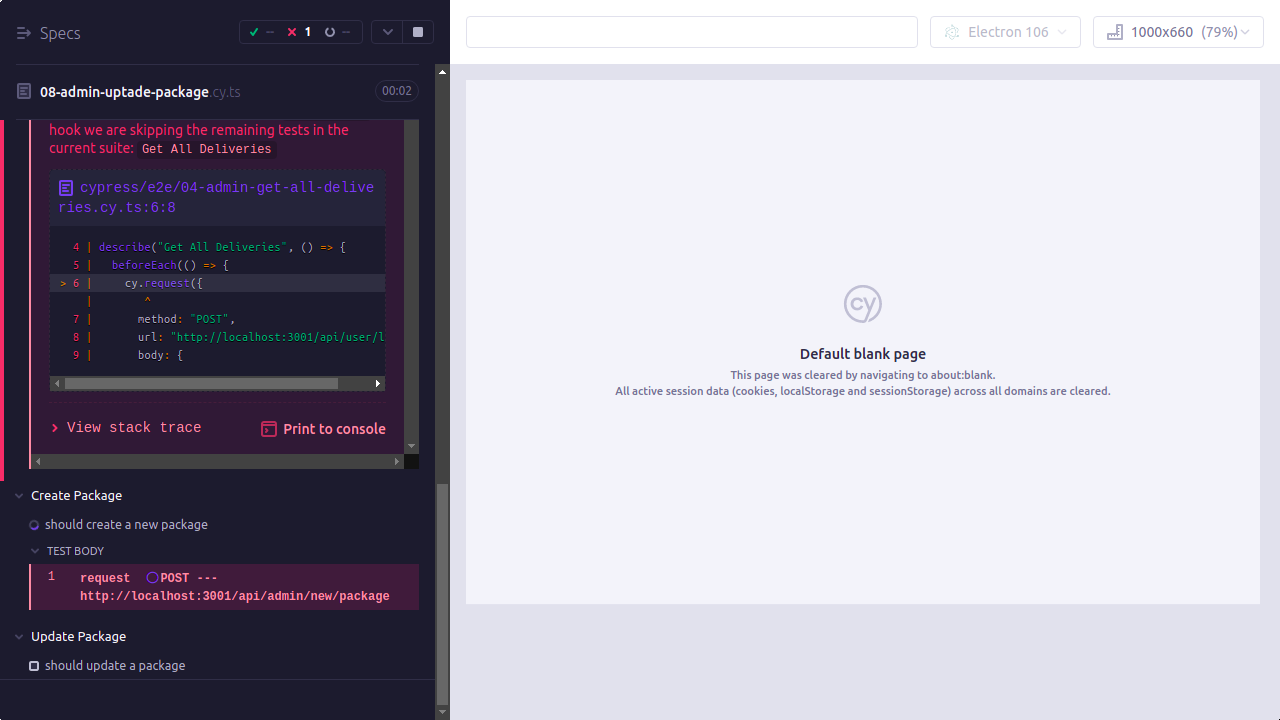 Specs
-- 1 --
Electron 106
1000x660 (79%)
08-admin-uptade-package.cy.ts
00:02
hook we are skipping the remaining tests in the
current suite: Get All Deliveries
cypress/e2e/04-admin-get-all-delive
ries.cy.ts:6:8
4 | describe("Get All Deliveries", () => {
5 | beforeEach(() => {
> 6 | cy.request({
| ^
7 | method: "POST",
8 | url: "http://localhost:3001/api/user/l
9 | body: {
View stack trace
Print to console
Create Package
should create a new package
TEST BODY
1 request POST ---
http://localhost:3001/api/admin/new/package
Update Package
should update a package
cy
Default blank page
This page was cleared by navigating to about:blank.
All active session data (cookies, localStorage and sessionStorage) across all domains are cleared.